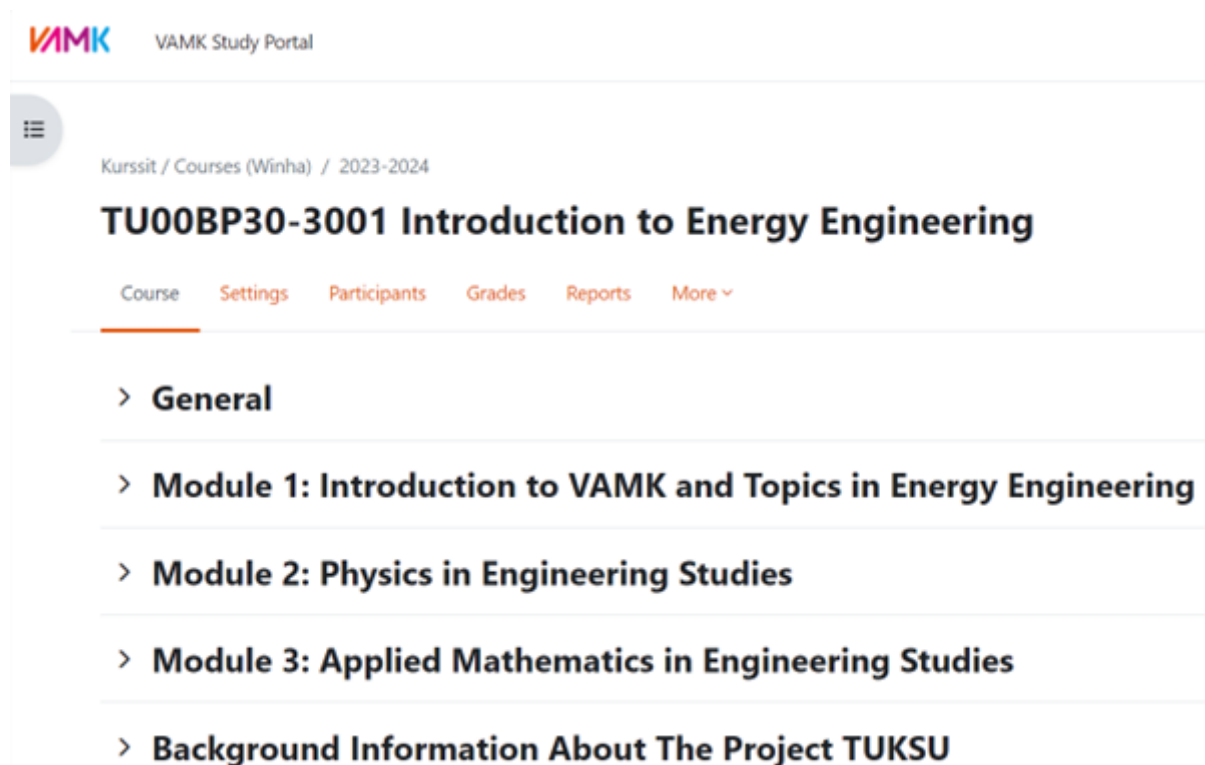 VAMK VAMK Study Portal
Kurssit / Courses (Winha) / 2023-2024
TU00BP30-3001 Introduction to Energy Engineering
Course Settings Participants Grades Reports More
General
Module 1: Introduction to VAMK and Topics in Energy Engineering
Module 2: Physics in Engineering Studies
Module 3: Applied Mathematics in Engineering Studies
Background Information About The Project TUKSU